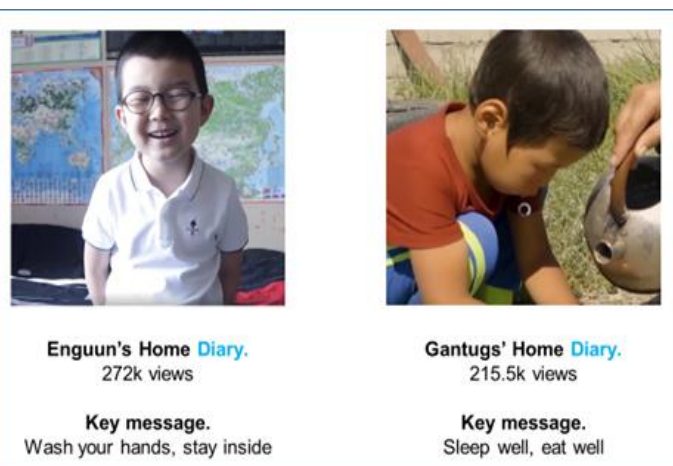 Enguun's Home Diary.
272k views
Key message.
Wash your hands, stay inside
Gantugs' Home Diary.
215.5k views
Key message.
Sleep well, eat well